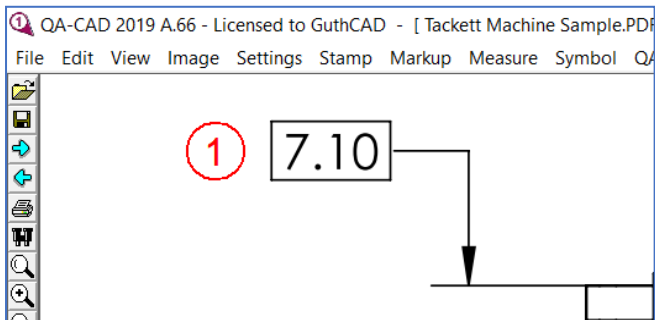 QA-CAD 2019 A.66 - Licensed to GuthCAD - [ Tackett Machine Sample.PDF
File Edit View Image Settings Stamp Markup Measure Symbol QA
1 7.10